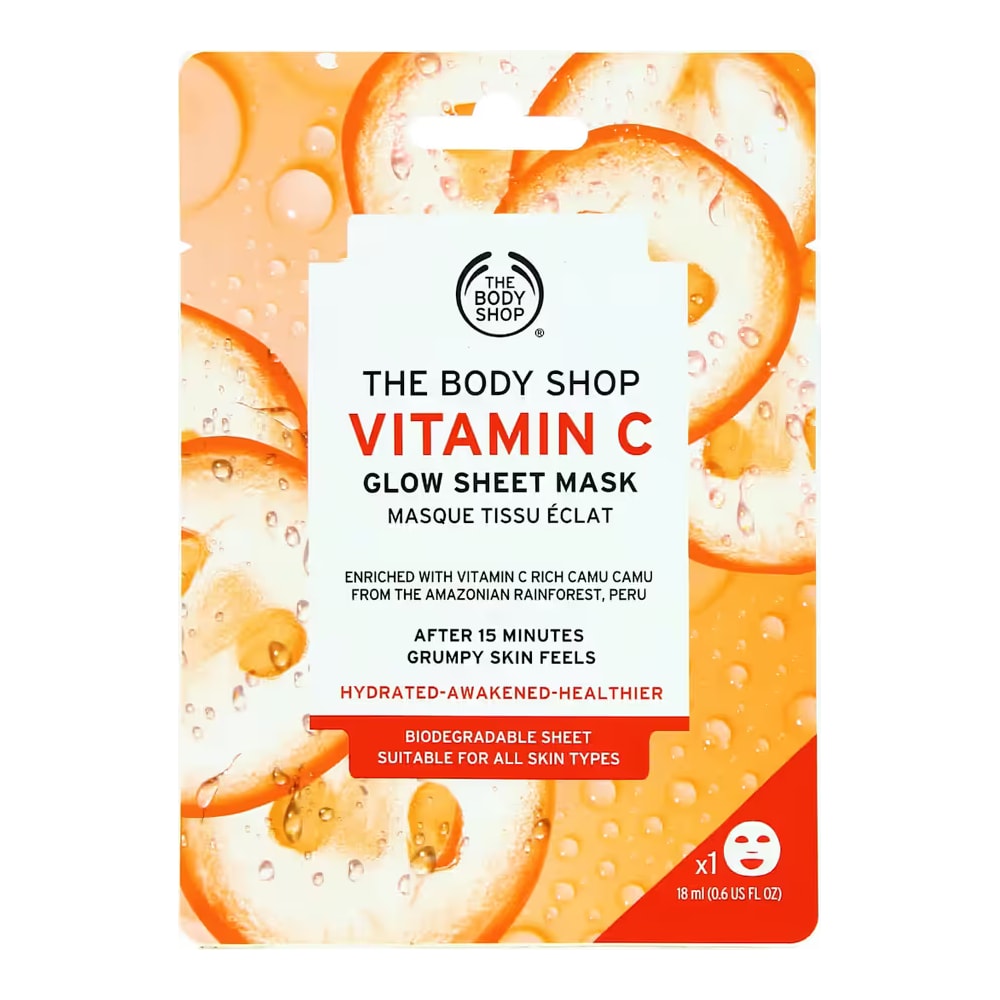 THE
BODY
SHOP
®
THE BODY SHOP
VITAMIN C
GLOW SHEET MASK
MASQUE TISSU ÉCLAT
ENRICHED WITH VITAMIN C RICH CAMU CAMU
FROM THE AMAZONIAN RAINFOREST, PERU
AFTER 15 MINUTES
GRUMPY SKIN FEELS
HYDRATED-AWAKENED-HEALTHIER
BIODEGRADABLE SHEET
SUITABLE FOR ALL SKIN TYPES
x1
18 ml (0.6 US FL OZ)